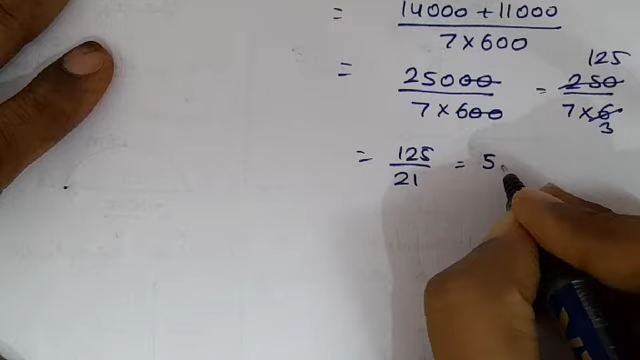 = 14000 + 11000 / 7 × 600
125
= 25000 / 7 × 600 = 250 / 7 × 6
3
= 125 / 21 = 5.